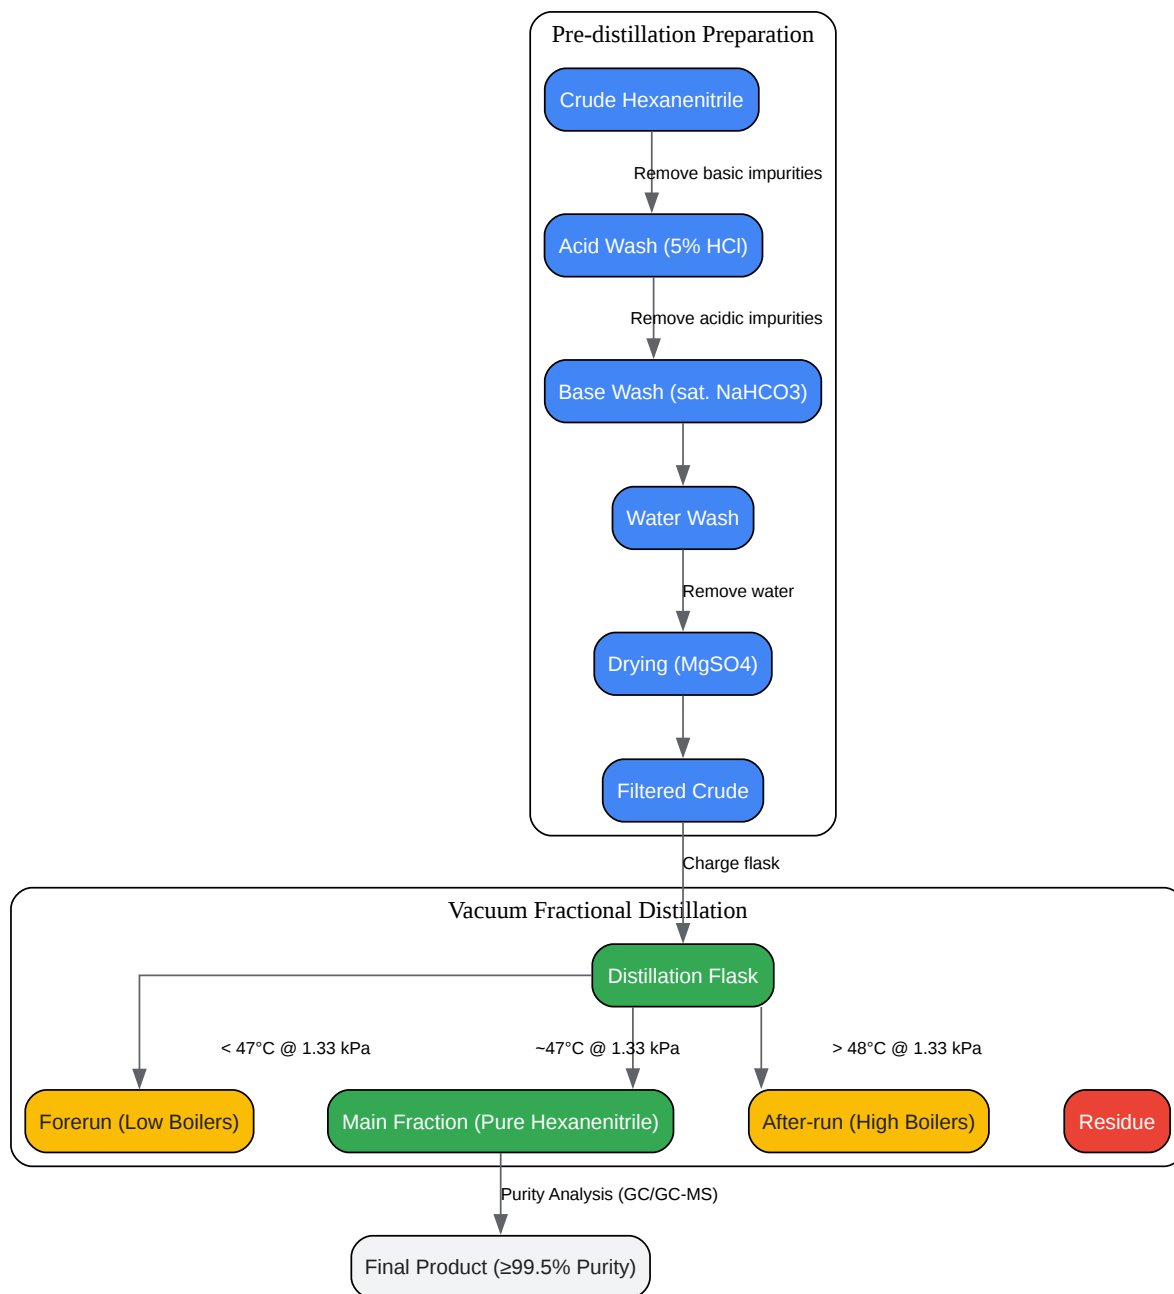 Pre-distillation Preparation
Crude Hexanenitrile
Remove basic impurities
Acid Wash (5% HCl)
Remove acidic impurities
Base Wash (sat. NaHCO3)
Water Wash
Remove water
Drying (MgSO4)
Filtered Crude
Charge flask
Vacuum Fractional Distillation
Distillation Flask
< 47°C @ 1.33 kPa
~47°C @ 1.33 kPa
> 48°C @ 1.33 kPa
Forerun (Low Boilers)
Main Fraction (Pure Hexanenitrile)
After-run (High Boilers)
Residue
Purity Analysis (GC/GC-MS)
Final Product (≥99.5% Purity)